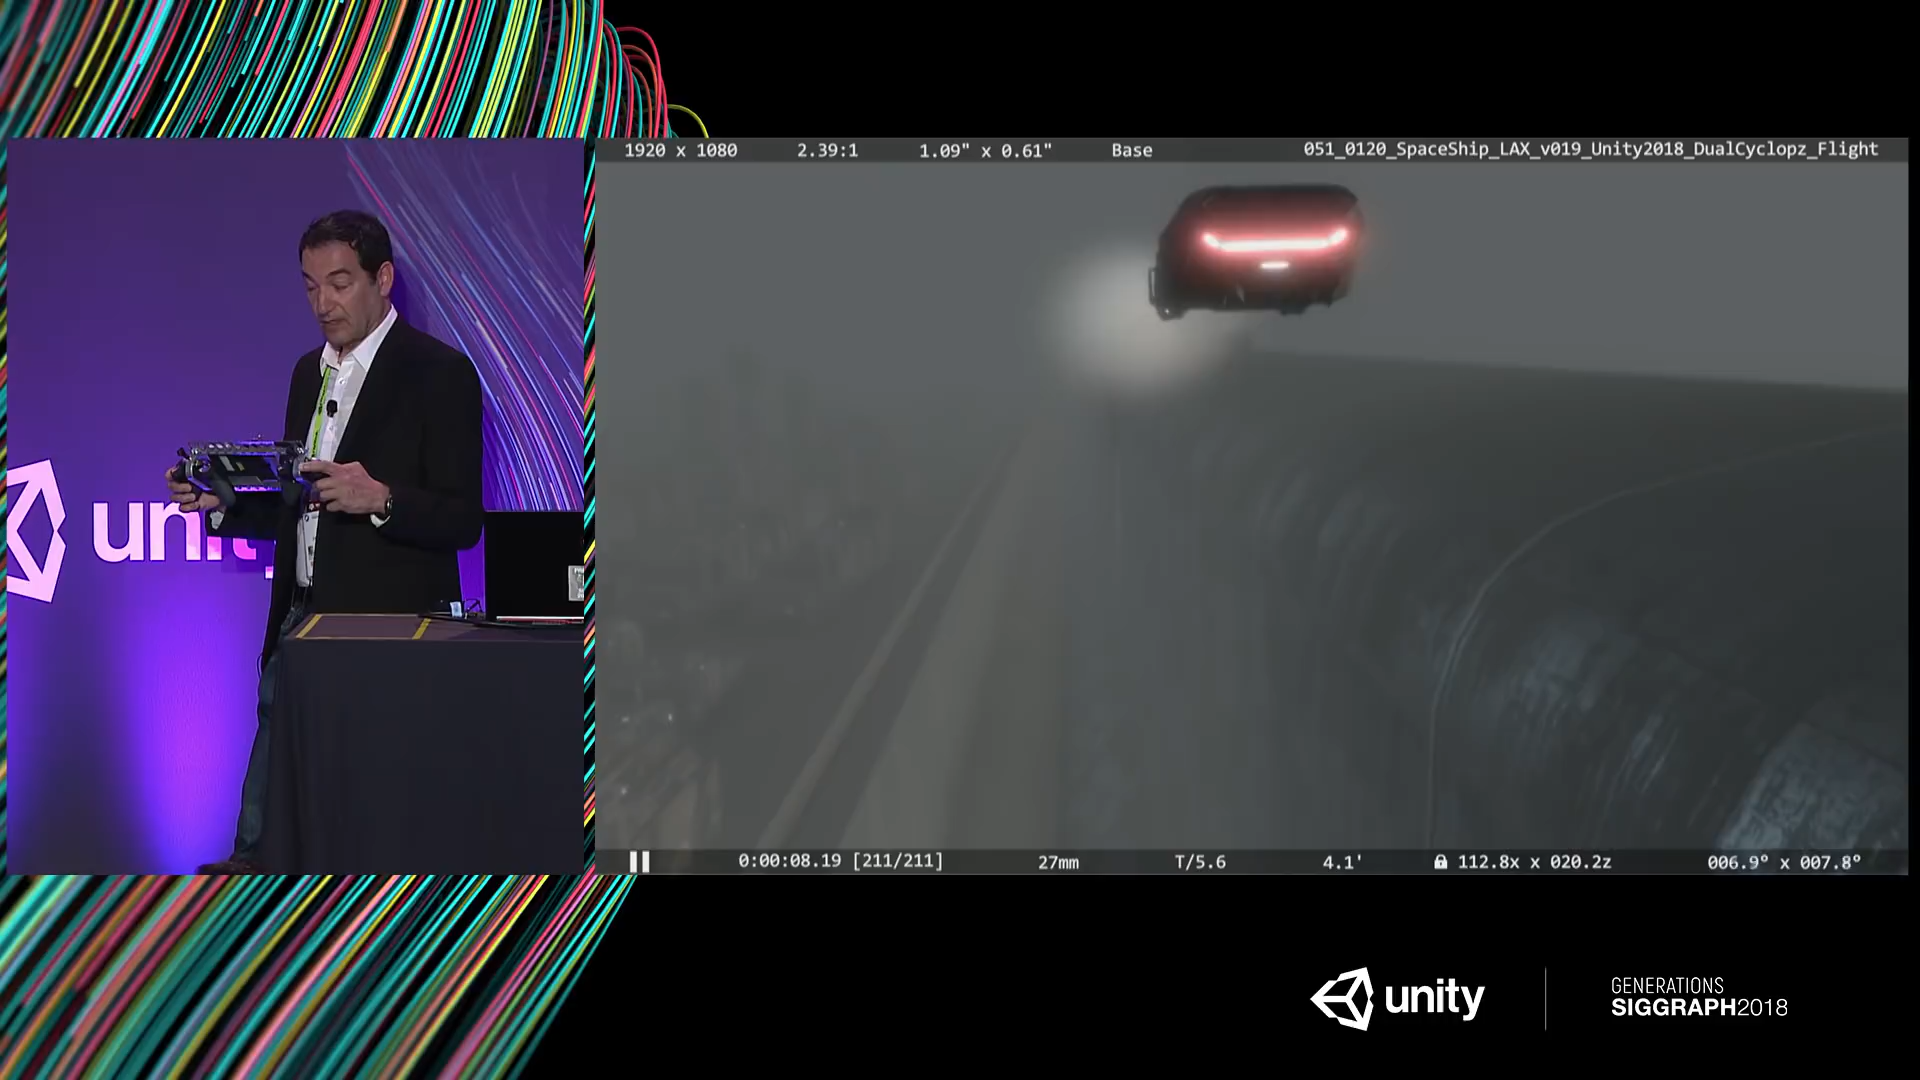 1920 x 1080 2.39:1 1.09" x 0.61" Base 051_0120_SpaceShip_LAX_v019_Unity2018_DualCyclopz_Flight
unity
0:00:08.19 [211/211] 27mm T/5.6 4.1' 112.8x x 020.2z 006.9° x 007.8°
unity
GENERATIONS
SIGGRAPH2018